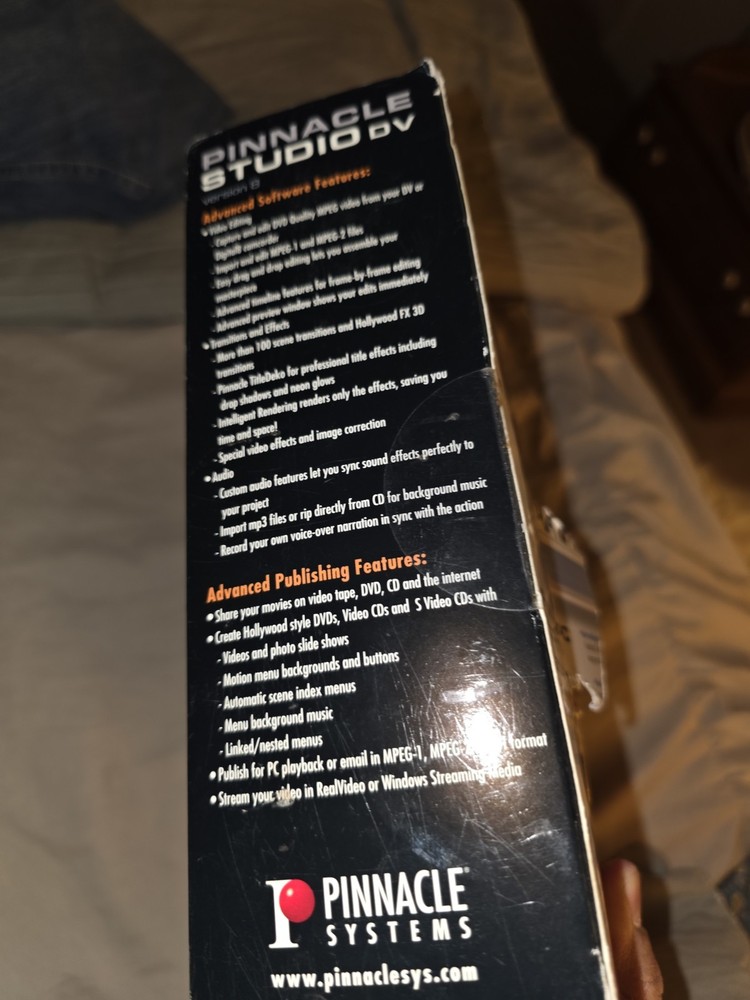 PINNACLE
STUDIO DV
version 8
Advanced Software Features:
• Video Editing
- Capture and edit DVD Quality MPEG video from your DV or
Digital8 camcorder
- Import and edit MPEG-1 and MPEG-2 files
- Easy drag and drop editing lets you assemble your
masterpiece
- Advanced timeline features for frame-by-frame editing
- Advanced preview window shows your edits immediately
• Transitions and Effects
- More than 100 scene transitions and Hollywood FX 3D
transitions
- Pinnacle TitleDeko for professional title effects including
drop shadows and neon glows
- Intelligent Rendering renders only the effects, saving you
time and space!
- Special video effects and image correction
• Audio
- Custom audio features let you sync sound effects perfectly to
your project
- Import mp3 files or rip directly from CD for background music
- Record your own voice-over narration in sync with the action
Advanced Publishing Features:
• Share your movies on video tape, DVD, CD and the internet
• Create Hollywood style DVDs, Video CDs and S Video CDs with
- Videos and photo slide shows
- Motion menu backgrounds and buttons
- Automatic scene index menus
- Menu background music
- Linked/nested menus
• Publish for PC playback or email in MPEG-1, MPEG- format
• Stream your video in RealVideo or Windows Streaming Media
PINNACLE
SYSTEMS
www.pinnaclesys.com